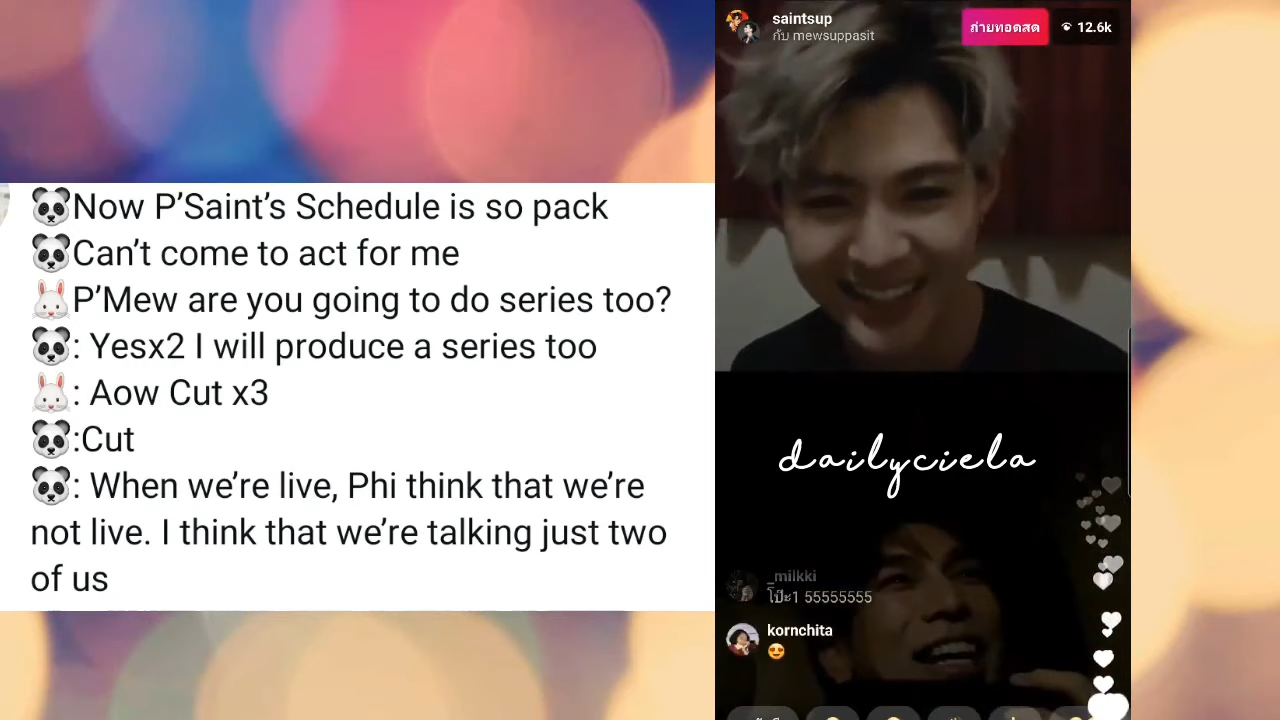 🐼Now P’Saint’s Schedule is so pack
🐼Can’t come to act for me
🐰P’Mew are you going to do series too?
🐼: Yesx2 I will produce a series too
🐰: Aow Cut x3
🐼:Cut
🐼: When we’re live, Phi think that we’re
not live. I think that we’re talking just two
of us
saintsup
กับ mewsuppasit
ถ่ายทอดสด
12.6k
dailyciela
_milkki
โป๊ะ1 55555555
kornchita
😍